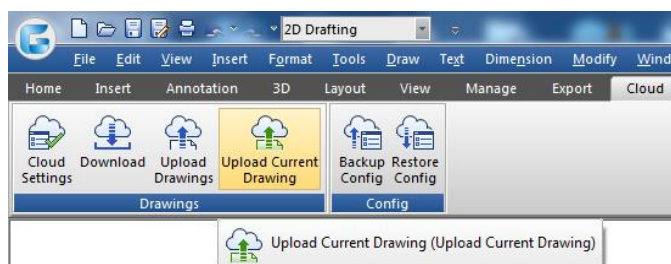 2D Drafting
File Edit View Insert Format Tools Draw Text Dimension Modify Wind
Home Insert Annotation 3D Layout View Manage Export Cloud
Cloud Settings
Download
Upload Drawings
Upload Current Drawing
Backup Config
Restore Config
Drawings
Config
Upload Current Drawing (Upload Current Drawing)